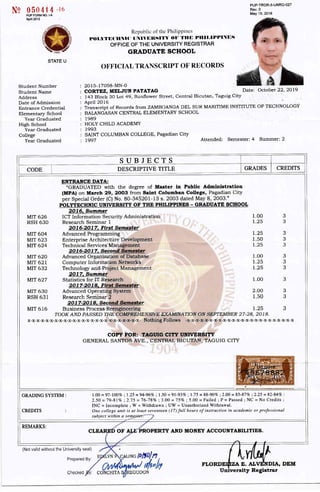 Nº 050414 -16
PUP FORM NO. 1-R
PUP-TROR-5-UMRO-027
Rev. 0
May 15, 2018
STATE U
Republic of the Philippines
POLYTECHNIC UNIVERSITY OF THE PHILIPPINES
OFFICE OF THE UNIVERSITY REGISTRAR
GRADUATE SCHOOL
OFFICIAL TRANSCRIPT OF RECORDS
Student Number : 2015-17058-MN-0
Date: October 22, 2019
Student Name : CORTEZ, MELJUN PATATAG
Address : 143 Block 30 Lot 49, Sunflower Street, Central Bicutan, Taguig City
Date of Admission : April 2016
Entrance Credential : Transcript of Records from ZAMBOANGA DEL SUR MARITIME INSTITUTE OF TECHNOLOGY
Elementary School : BALANGASAN CENTRAL ELEMENTARY SCHOOL
Year Graduated : 1989
High School : HOLY CHILD ACADEMY
Year Graduated : 1993
College : SAINT COLUMBAN COLLEGE, Pagadian City
Year Graduated : 1997
Attended: Semester: 4 Summer: 2
SUBJECTS
CODE DESCRIPTIVE TITLE GRADES CREDITS
ENTRANCE DATA:
"GRADUATED with the degree of Master in Public Administration
(MPA) on March 29, 2003 from Saint Columban College, Pagadian City
per Special Order (C) No. 80-345201-13 s. 2003 dated May 8, 2003."
POLYTECHNIC UNIVERSITY OF THE PHILIPPINES - GRADUATE SCHOOL
2016, Summer
MIT 626 ICT Information Security Administration 1.00 3
RSH 630 Research Seminar 1 1.25 3
2016-2017, First Semester
MIT 604 Advanced Programming 1.25 3
MIT 623 Enterprise Architecture Development 1.50 3
MIT 624 Technical Services Management 1.25 3
2016-2017, Second Semester
MIT 620 Advanced Organization of Database 1.00 3
MIT 621 Computer Information Networks 1.25 3
MIT 632 Technology and Project Management 1.25 3
2017, Summer
MIT 627 Statistics for IT Research 1.00 3
2017-2018, First Semester
MIT 630 Advanced Operating System 2.00 3
RSH 631 Research Seminar 2 1.50 3
2017-2018, Second Semester
MIT 616 Business Process Reengineering 1.25 3
TOOK AND PASSED THE COMPREHENSIVE EXAMINATION ON SEPTEMBER 27-28, 2018.
Nothing Follows
COPY FOR: TAGUIG CITY UNIVERSITY
GENERAL SANTOS AVE., CENTRAL BICUTAN, TAGUIG CITY
1904
GRADING SYSTEM : 1.00 = 97-100% ; 1.25 = 94-96% ; 1.50 = 91-93% ; 1.75 = 88-90% ; 2.00 = 85-87% ; 2.25 = 82-84% ;
2.50 = 79-81% ; 2.75 = 76-78% ; 3.00 = 75% ; 5.00 = Failed ; P = Passed ; NC = No Credits ;
INC = Incomplete ; W = Withdrawn ; UW = Unauthorized Withdrawal
CREDITS : One college unit is at least seventeen (17) full hours of instruction in academic or professional
subject within a semester.
REMARKS:
CLEARED OF ALL PROPERTY AND MONEY ACCOUNTABILITIES.
(Not valid without the University seal)
Prepared By:
Checked By:
FLORDELIZA E. ALVENDIA, DEM
University Registrar